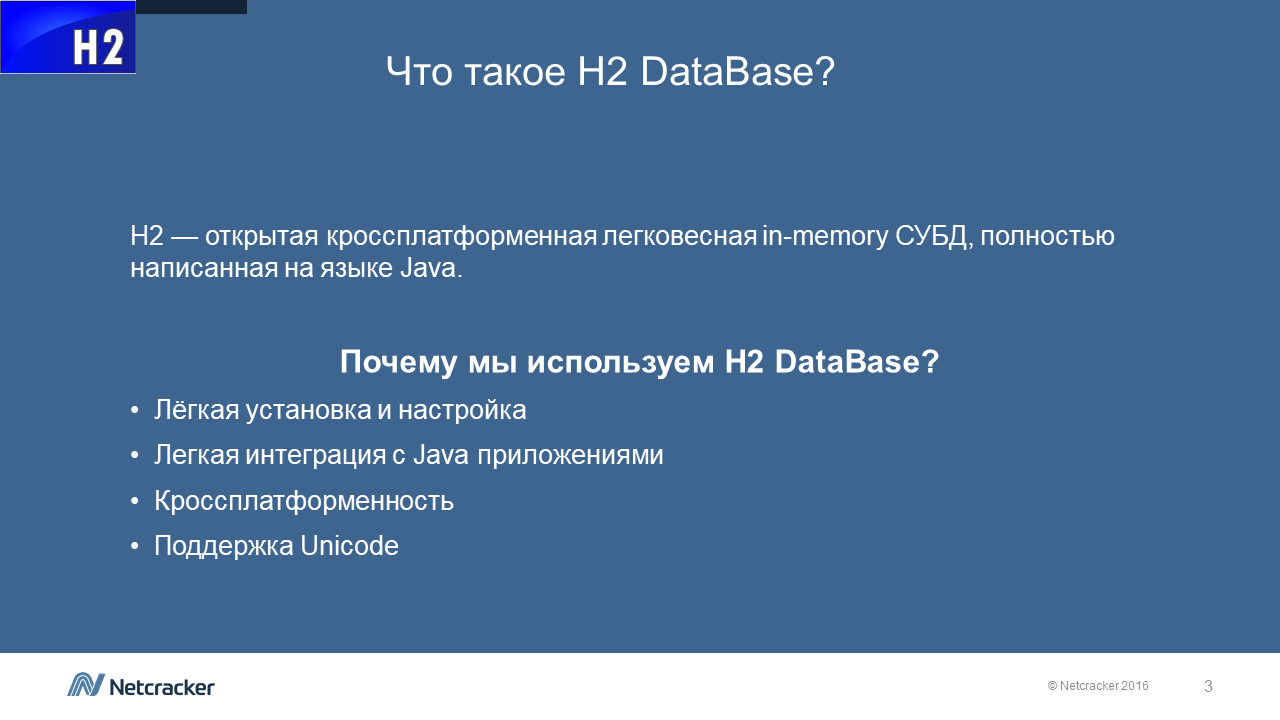 H2
Что такое H2 DataBase?
H2 — открытая кроссплатформенная легковесная in-memory СУБД, полностью
написанная на языке Java.
Почему мы используем H2 DataBase?
• Лёгкая установка и настройка
• Легкая интеграция с Java приложениями
• Кроссплатформенность
• Поддержка Unicode
Netcracker
© Netcracker 2016
3